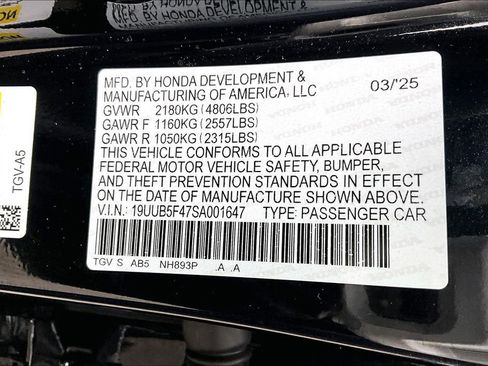 MFD. BY HONDA DEVELOPMENT &
MANUFACTURING OF AMERICA, LLC 03/'25
GVWR 2180KG (4806LBS)
GAWR F 1160KG (2557LBS)
GAWR R 1050KG (2315LBS)
THIS VEHICLE CONFORMS TO ALL APPLICABLE
FEDERAL MOTOR VEHICLE SAFETY, BUMPER,
AND THEFT PREVENTION STANDARDS IN EFFECT
ON THE DATE OF MANUFACTURE SHOWN ABOVE.
V.I.N.: 19UUB5F47SA001647 TYPE: PASSENGER CAR
TGV S AB5 NH893P .A .A
TGV-A5